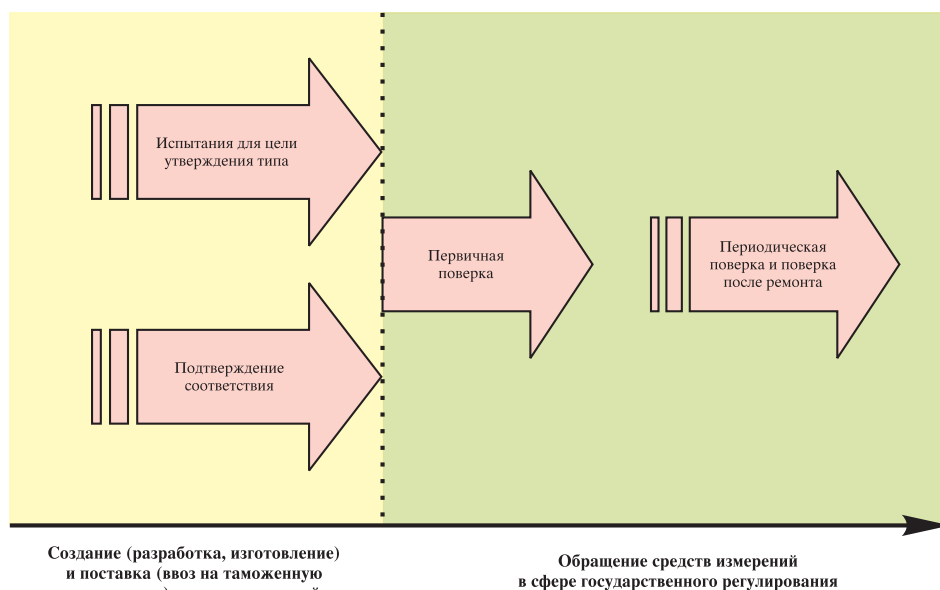 Испытания для цели
утверждения типа
Первичная
поверка
Периодическая
поверка и поверка
после ремонта
Подтверждение
соответствия
Создание (разработка, изготовление)
и поставка (ввоз на таможенную
Обращение средств измерений
в сфере государственного регулирования